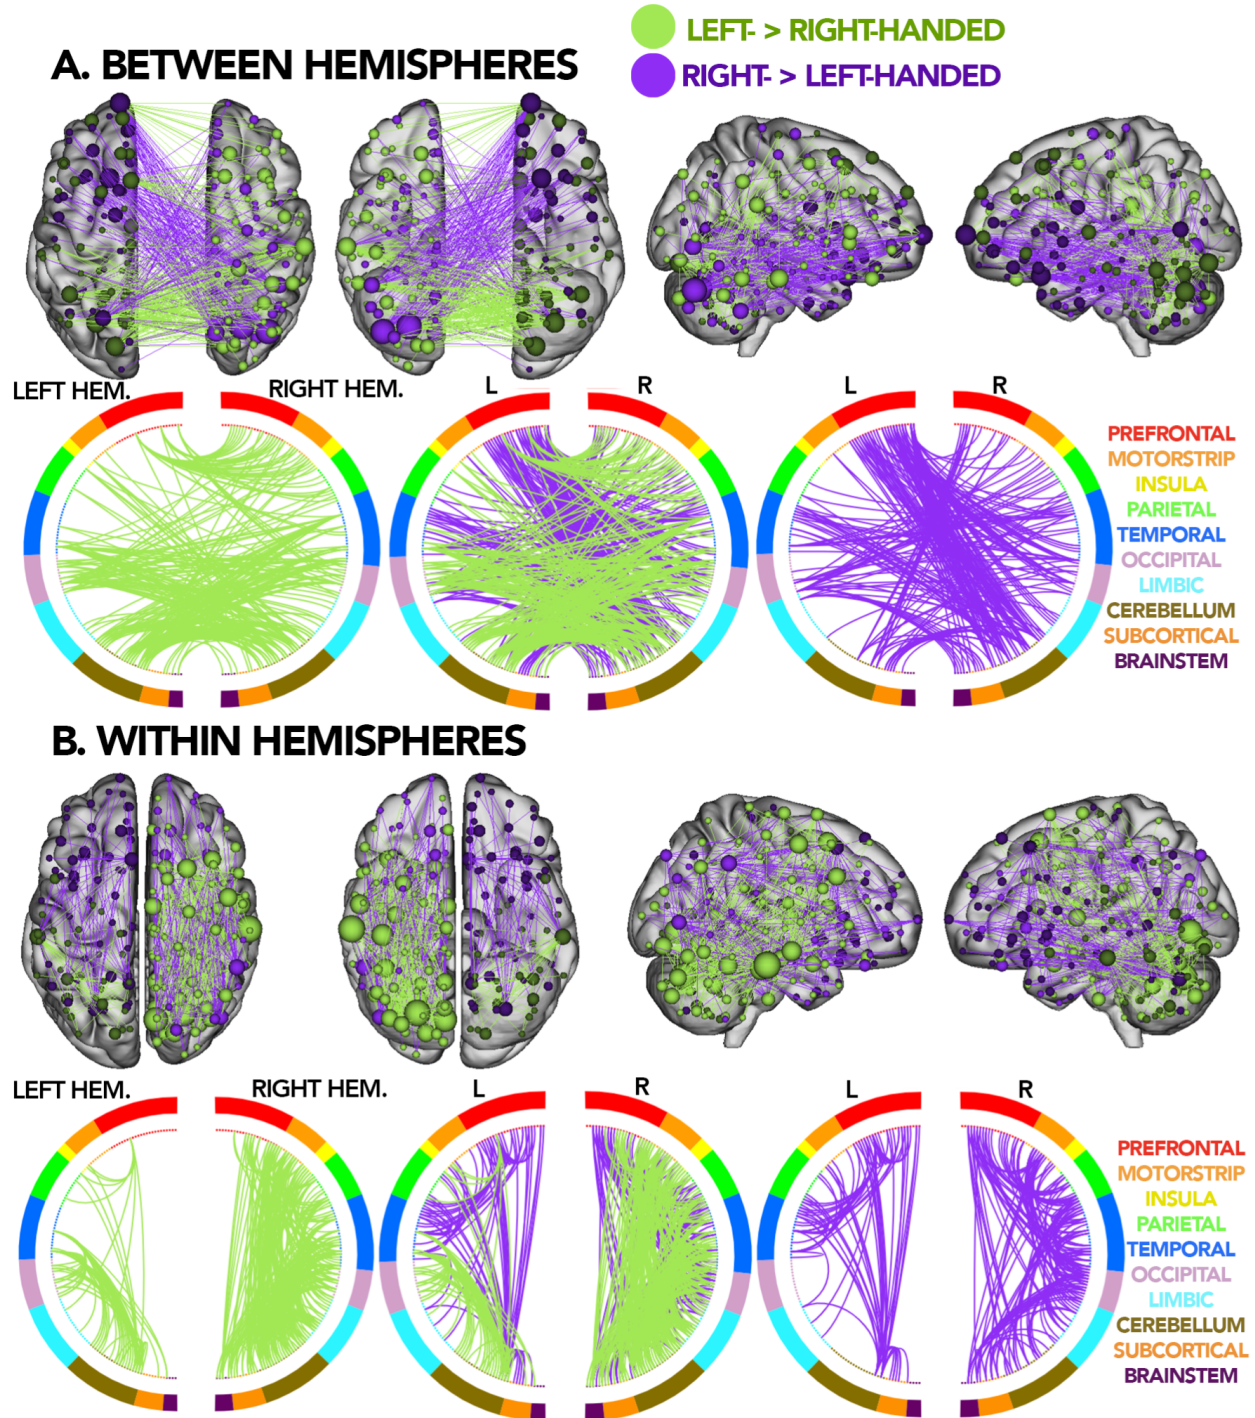 LEFT- > RIGHT-HANDED
A. BETWEEN HEMISPHERES
RIGHT- > LEFT-HANDED
LEFT HEM.
RIGHT HEM.
L
R
L
R
PREFRONTAL
MOTORSTRIP
INSULA
PARIETAL
TEMPORAL
OCCIPITAL
LIMBIC
CEREBELLUM
SUBCORTICAL
BRAINSTEM
B. WITHIN HEMISPHERES
LEFT HEM.
RIGHT HEM.
L
R
L
R
PREFRONTAL
MOTORSTRIP
INSULA
PARIETAL
TEMPORAL
OCCIPITAL
LIMBIC
CEREBELLUM
SUBCORTICAL
BRAINSTEM